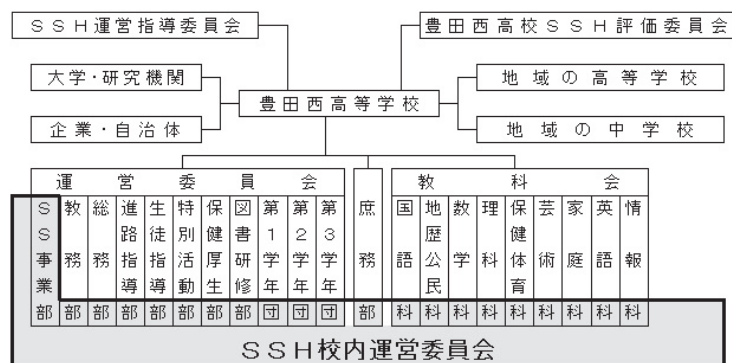 SSH運営指導委員会
豊田西高校SSH評価委員会
大学・研究機関
地域の高等学校
豊田西高等学校
企業・自治体
地域の中学校
運営委員会
教科会
SS事業部
教務部
総務部
進路指導部
生徒指導部
特別活動部
保健厚生部
図書研修部
第1学年団
第2学年団
第3学年団
庶務部
国語科
地歴公民科
数学科
理科科
保健体育科
芸術科
家庭科
英語科
情報科
SSH校内運営委員会